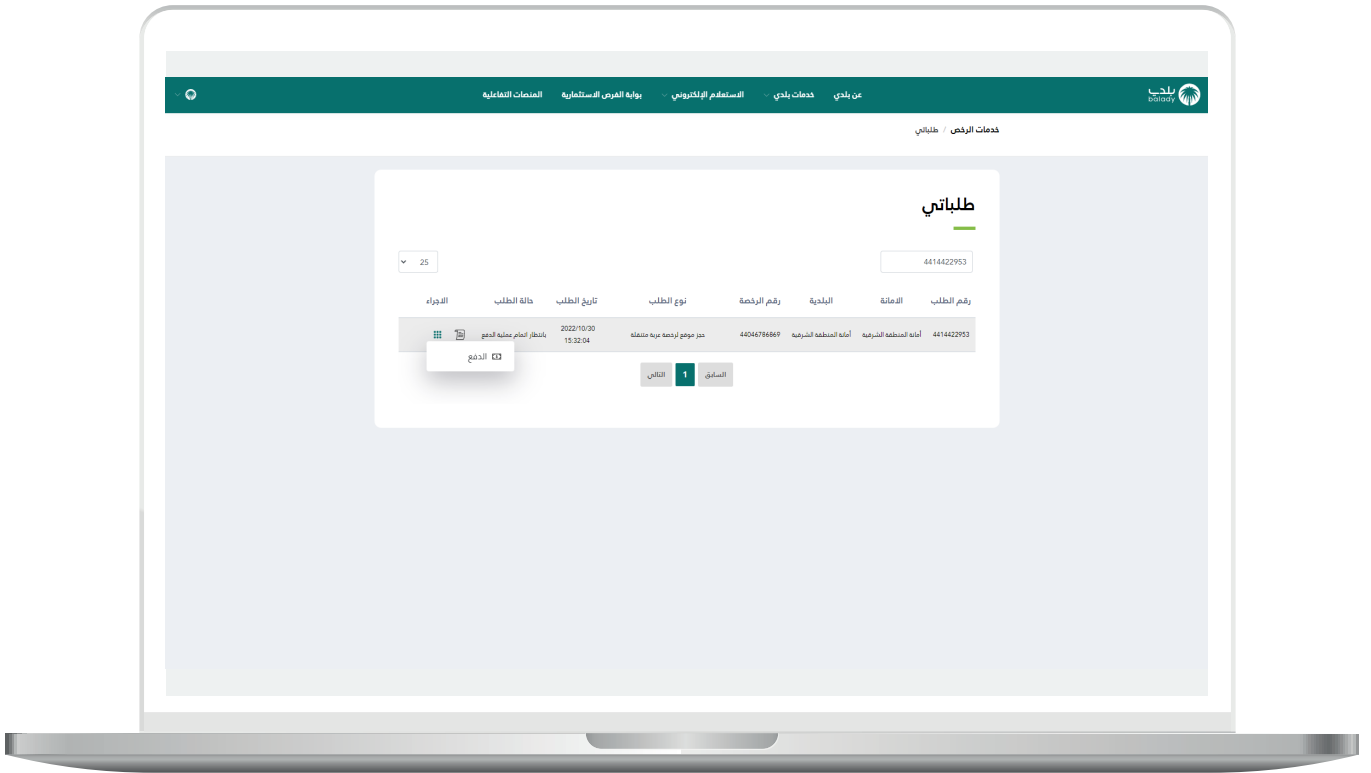 بلدي
balady
عن بلدي خدمات بلدي الاستعلام الإلكتروني بوابة الفرص الاستثمارية المنصات التفاعلية
خدمات الرخص / طلباتي
طلباتي
4414422953
25
رقم الطلب الامانة البلدية رقم الرخصة نوع الطلب تاريخ الطلب حالة الطلب الاجراء
4414422953 أمانة المنطقة الشرقية أمانة المنطقة الشرقية 44046786869 حجز موقع لرخصة عربة متنقلة 2022/10/30 بانتظار اتمام عملية الدفع
15:32:04
الدفع
السابق 1 التالي